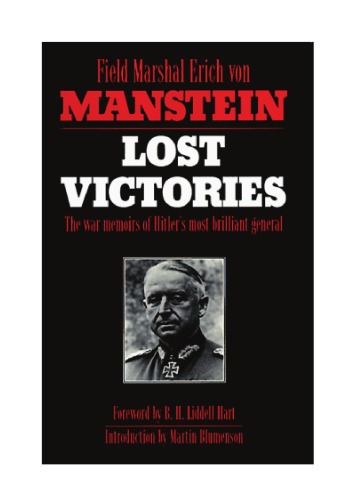 Field Marshal Erich von
MANSTEIN
LOST
VICTORIES
The war memoirs of Hitler's most brilliant general
Foreword by B. H. Liddell Hart
Introduction by Martin Blumenson